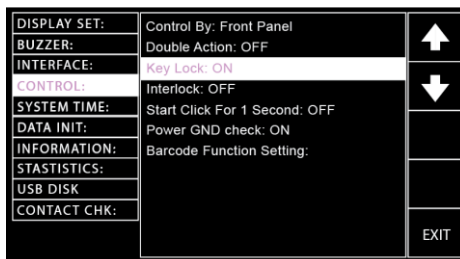 DISPLAY SET:
BUZZER:
INTERFACE:
CONTROL:
SYSTEM TIME:
DATA INIT:
INFORMATION:
STASTISTICS:
USB DISK
CONTACT CHK:
Control By: Front Panel
Double Action: OFF
Key Lock: ON
Interlock: OFF
Start Click For 1 Second: OFF
Power GND check: ON
Barcode Function Setting:
EXIT